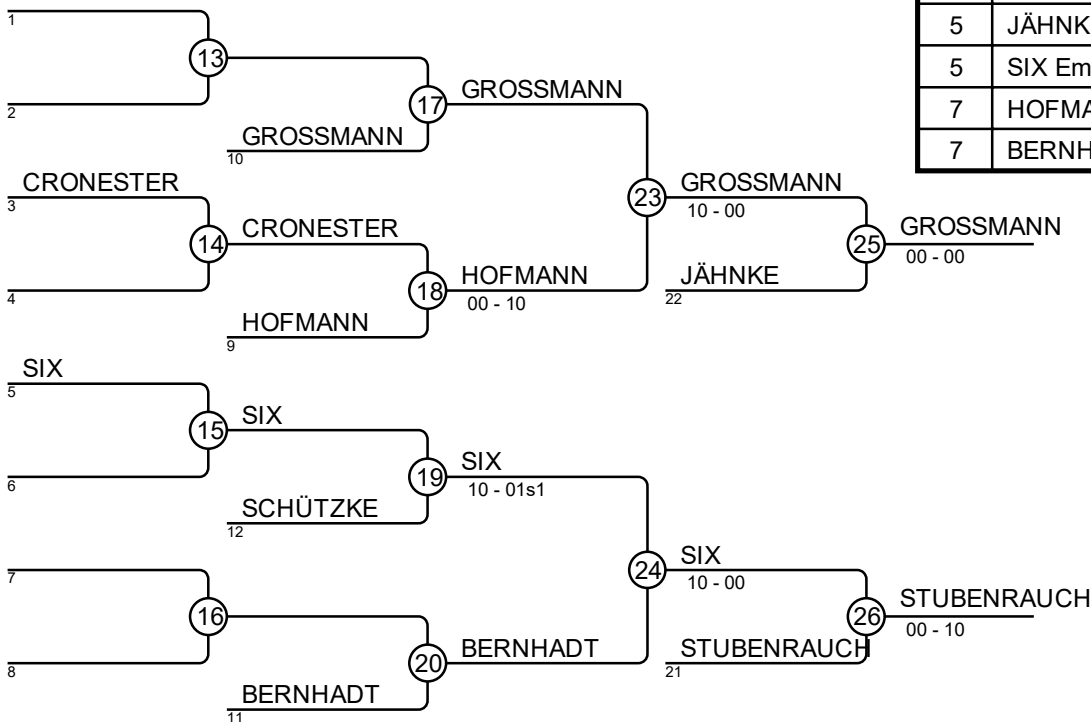 1
13
2
17
GROSSMANN
GROSSMANN
10
CRONESTER
3
14
CRONESTER
4
18
HOFMANN
00 - 10
HOFMANN
9
23
GROSSMANN
10 - 00
JÄHNKE
22
25
GROSSMANN
00 - 00
SIX
5
15
SIX
6
19
SIX
10 - 01s1
SCHÜTZKE
12
7
16
8
20
BERNHADT
BERNHADT
11
24
SIX
10 - 00
STUBENRAUCH
21
26
STUBENRAUCH
00 - 10
5 JÄHNK
5 SIX Em
7 HOFMA
7 BERNH